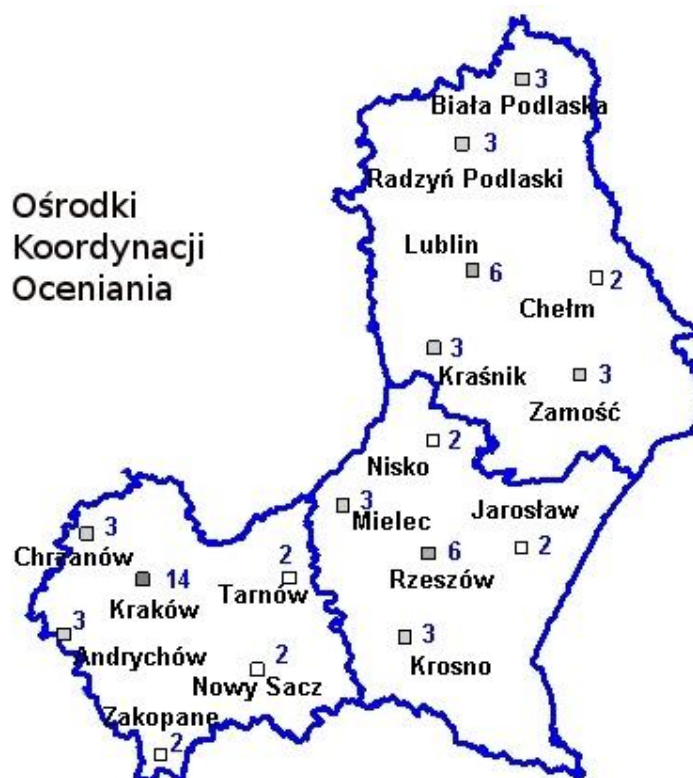 Ośrodki
Koordynacji
Oceniania
3
Biała Podlaska
3
Radzyń Podlaski
Lublin
6
2
Chełm
3
Kraśnik
3
Zamość
2
Nisko
3
Mielec
Jarosław
2
6
Rzeszów
3
Krosno
3
Chrzanów
14
Kraków
2
Tarnów
3
Andrychów
2
Nowy Sacz
Zakopane
2